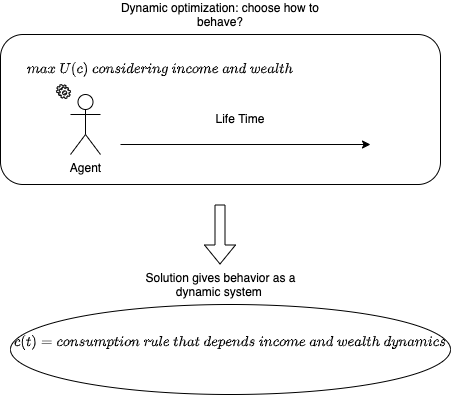 Dynamic optimization: choose how to
behave?
max U(c) considering income and wealth
Life Time
Agent
Solution gives behavior as a
dynamic system
c(t) = consumption rule that depends income and wealth dynamics